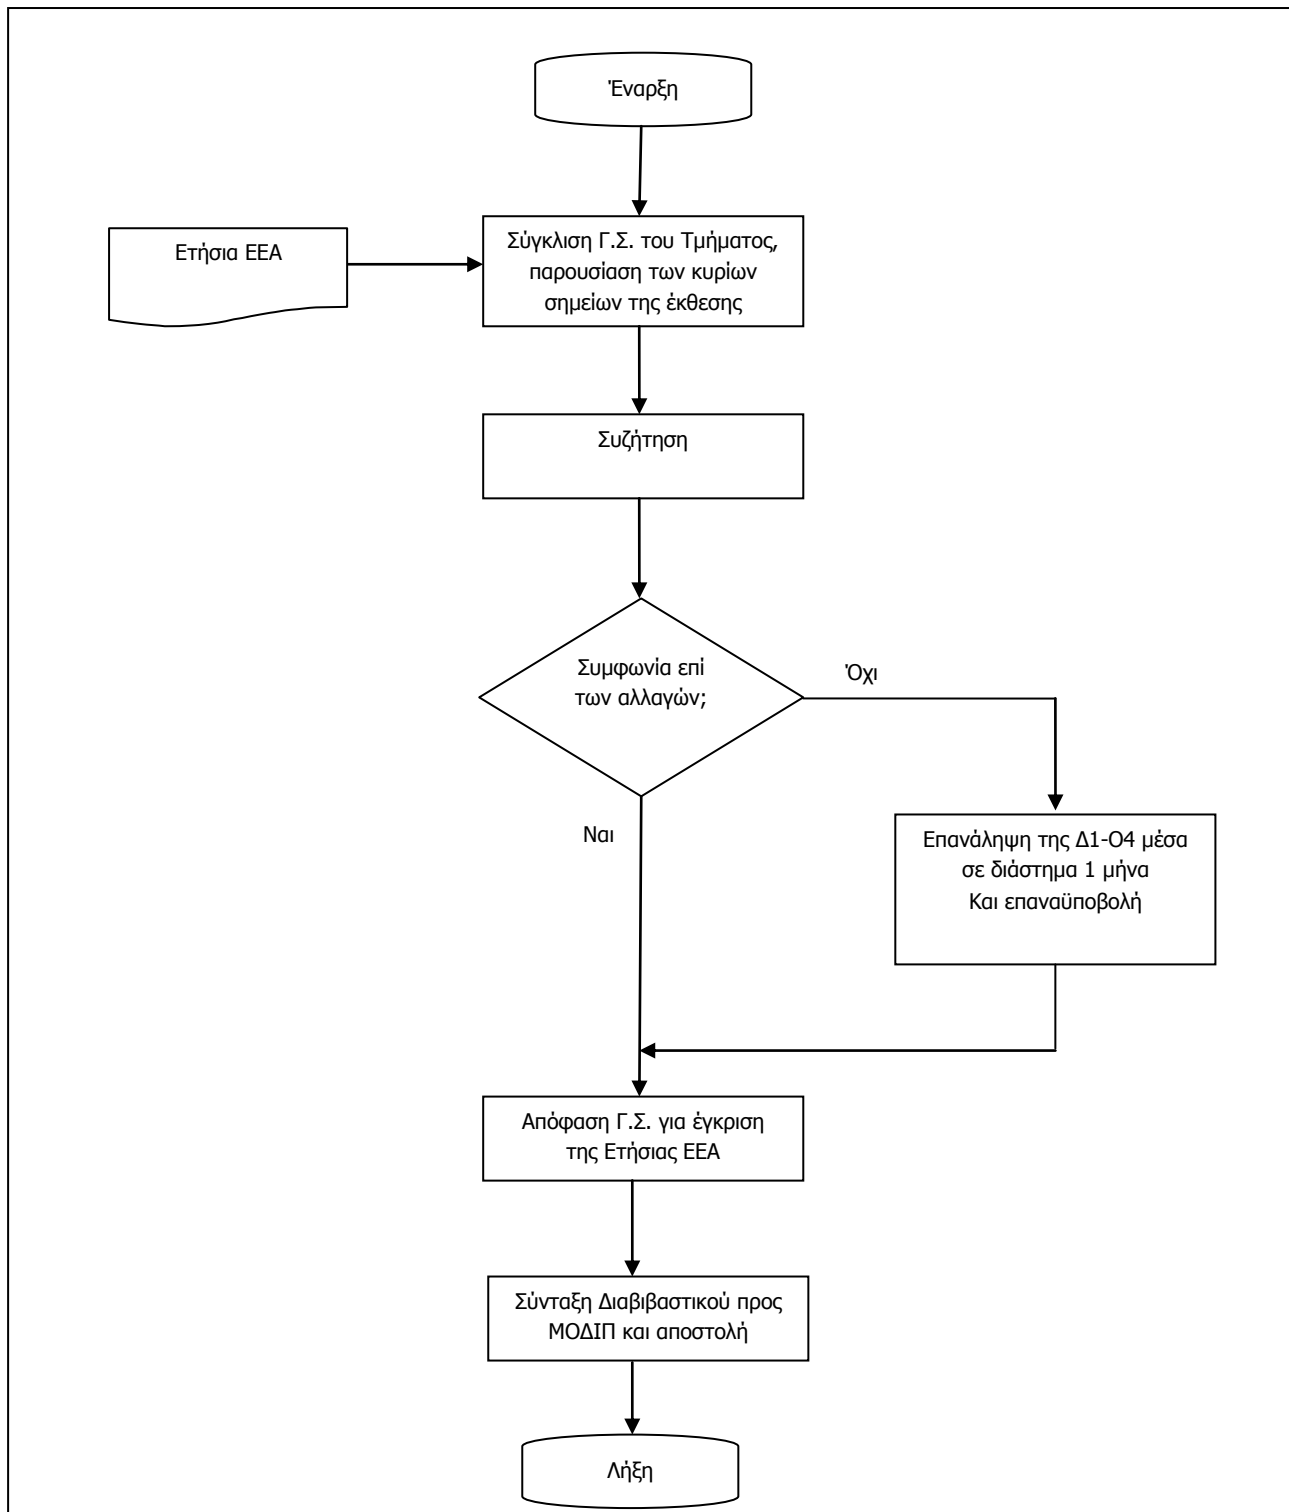 Έναρξη
Ετήσια ΕΕΑ
Σύγκλιση Γ.Σ. του Τμήματος,
παρουσίαση των κυρίων
σημείων της έκθεσης
Συζήτηση
Συμφωνία επί
των αλλαγών;
Όχι
Ναι
Επανάληψη της Δ1-Ο4 μέσα
σε διάστημα 1 μήνα
Και επαναϋποβολή
Απόφαση Γ.Σ. για έγκριση
της Ετήσιας ΕΕΑ
Σύνταξη Διαβιβαστικού προς
ΜΟΔΙΠ και αποστολή
Λήξη